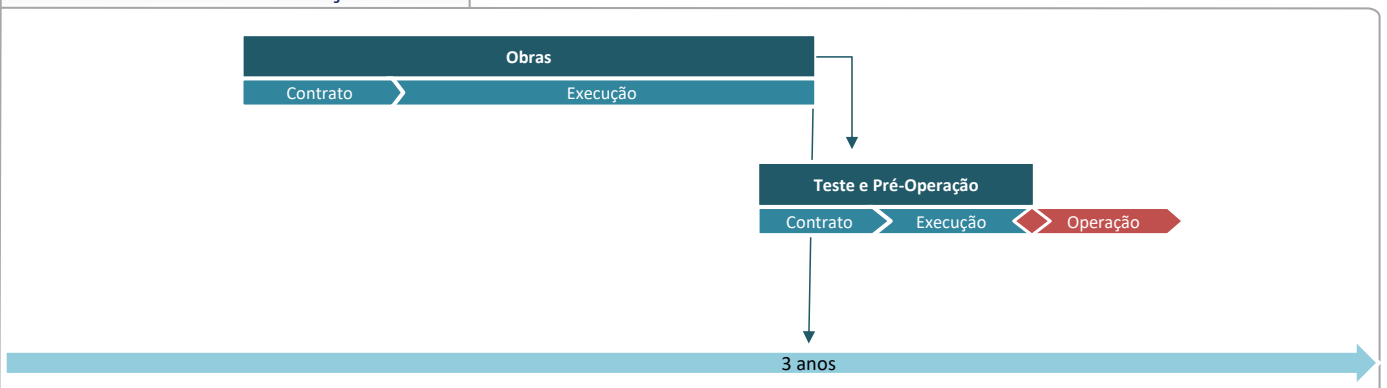 Obras
Contrato
Execução
Teste e Pré-Operação
Contrato
Execução
Operação
3 anos